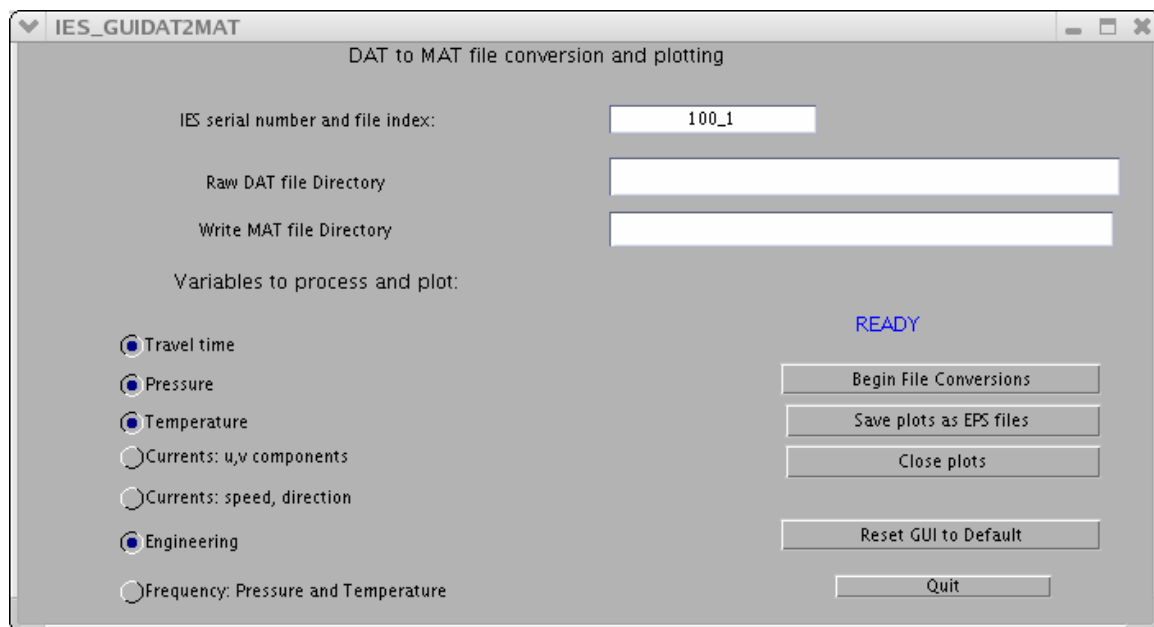 IES_GUIDAT2MAT
DAT to MAT file conversion and plotting
IES serial number and file index:
100_1
Raw DAT file Directory
Write MAT file Directory
Variables to process and plot:
READY
Travel time
Begin File Conversions
Pressure
Save plots as EPS files
Temperature
Close plots
Currents: u,v components
Currents: speed, direction
Reset GUI to Default
Engineering
Quit
Frequency: Pressure and Temperature